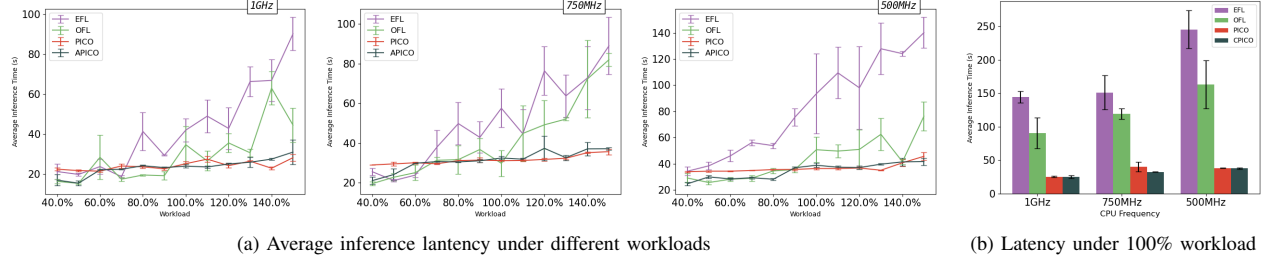 1GHz
EFL
OFL
PICO
APICO
Average Inference Time (s)
100
80
60
40
20
40.0% 60.0% 80.0% 100.0% 120.0% 140.0%
Workload
750MHz
EFL
OFL
PICO
APICO
Average Inference Time (s)
100
80
60
40
20
40.0% 60.0% 80.0% 100.0% 120.0% 140.0%
Workload
500MHz
EFL
OFL
PICO
APICO
Average Inference Time (s)
140
120
100
80
60
40
20
40.0% 60.0% 80.0% 100.0% 120.0% 140.0%
Workload
EFL
OFL
PICO
CPICO
Average Inference Time (s)
250
200
150
100
50
0
1GHz 750MHz 500MHz
CPU Frequency
(a) Average inference lantency under different workloads
(b) Latency under 100% workload